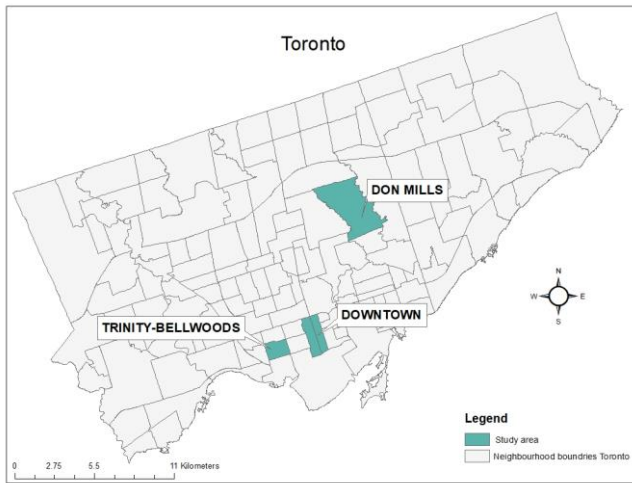 Toronto
DON MILLS
DOWNTOWN
TRINITY-BELLWOODS
N
W E
S
Legend
Study area
Neighbourhood boundries Toronto
0 2.75 5.5 11 Kilometers